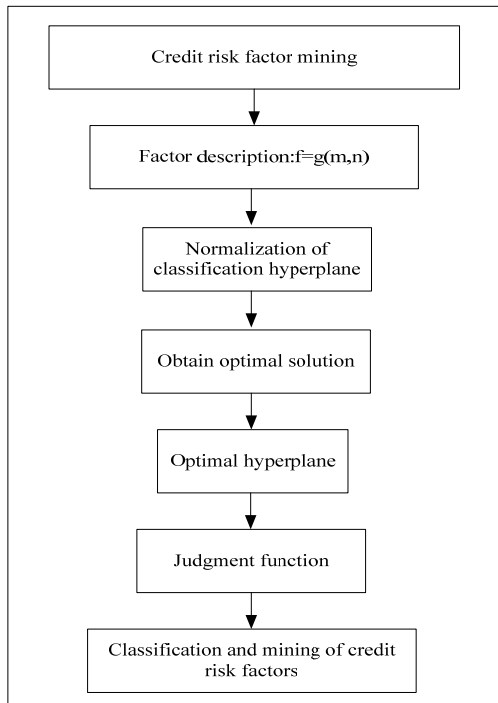 Credit risk factor mining
Factor description:f=g(m,n)
Normalization of
classification hyperplane
Obtain optimal solution
Optimal hyperplane
Judgment function
Classification and mining of credit
risk factors